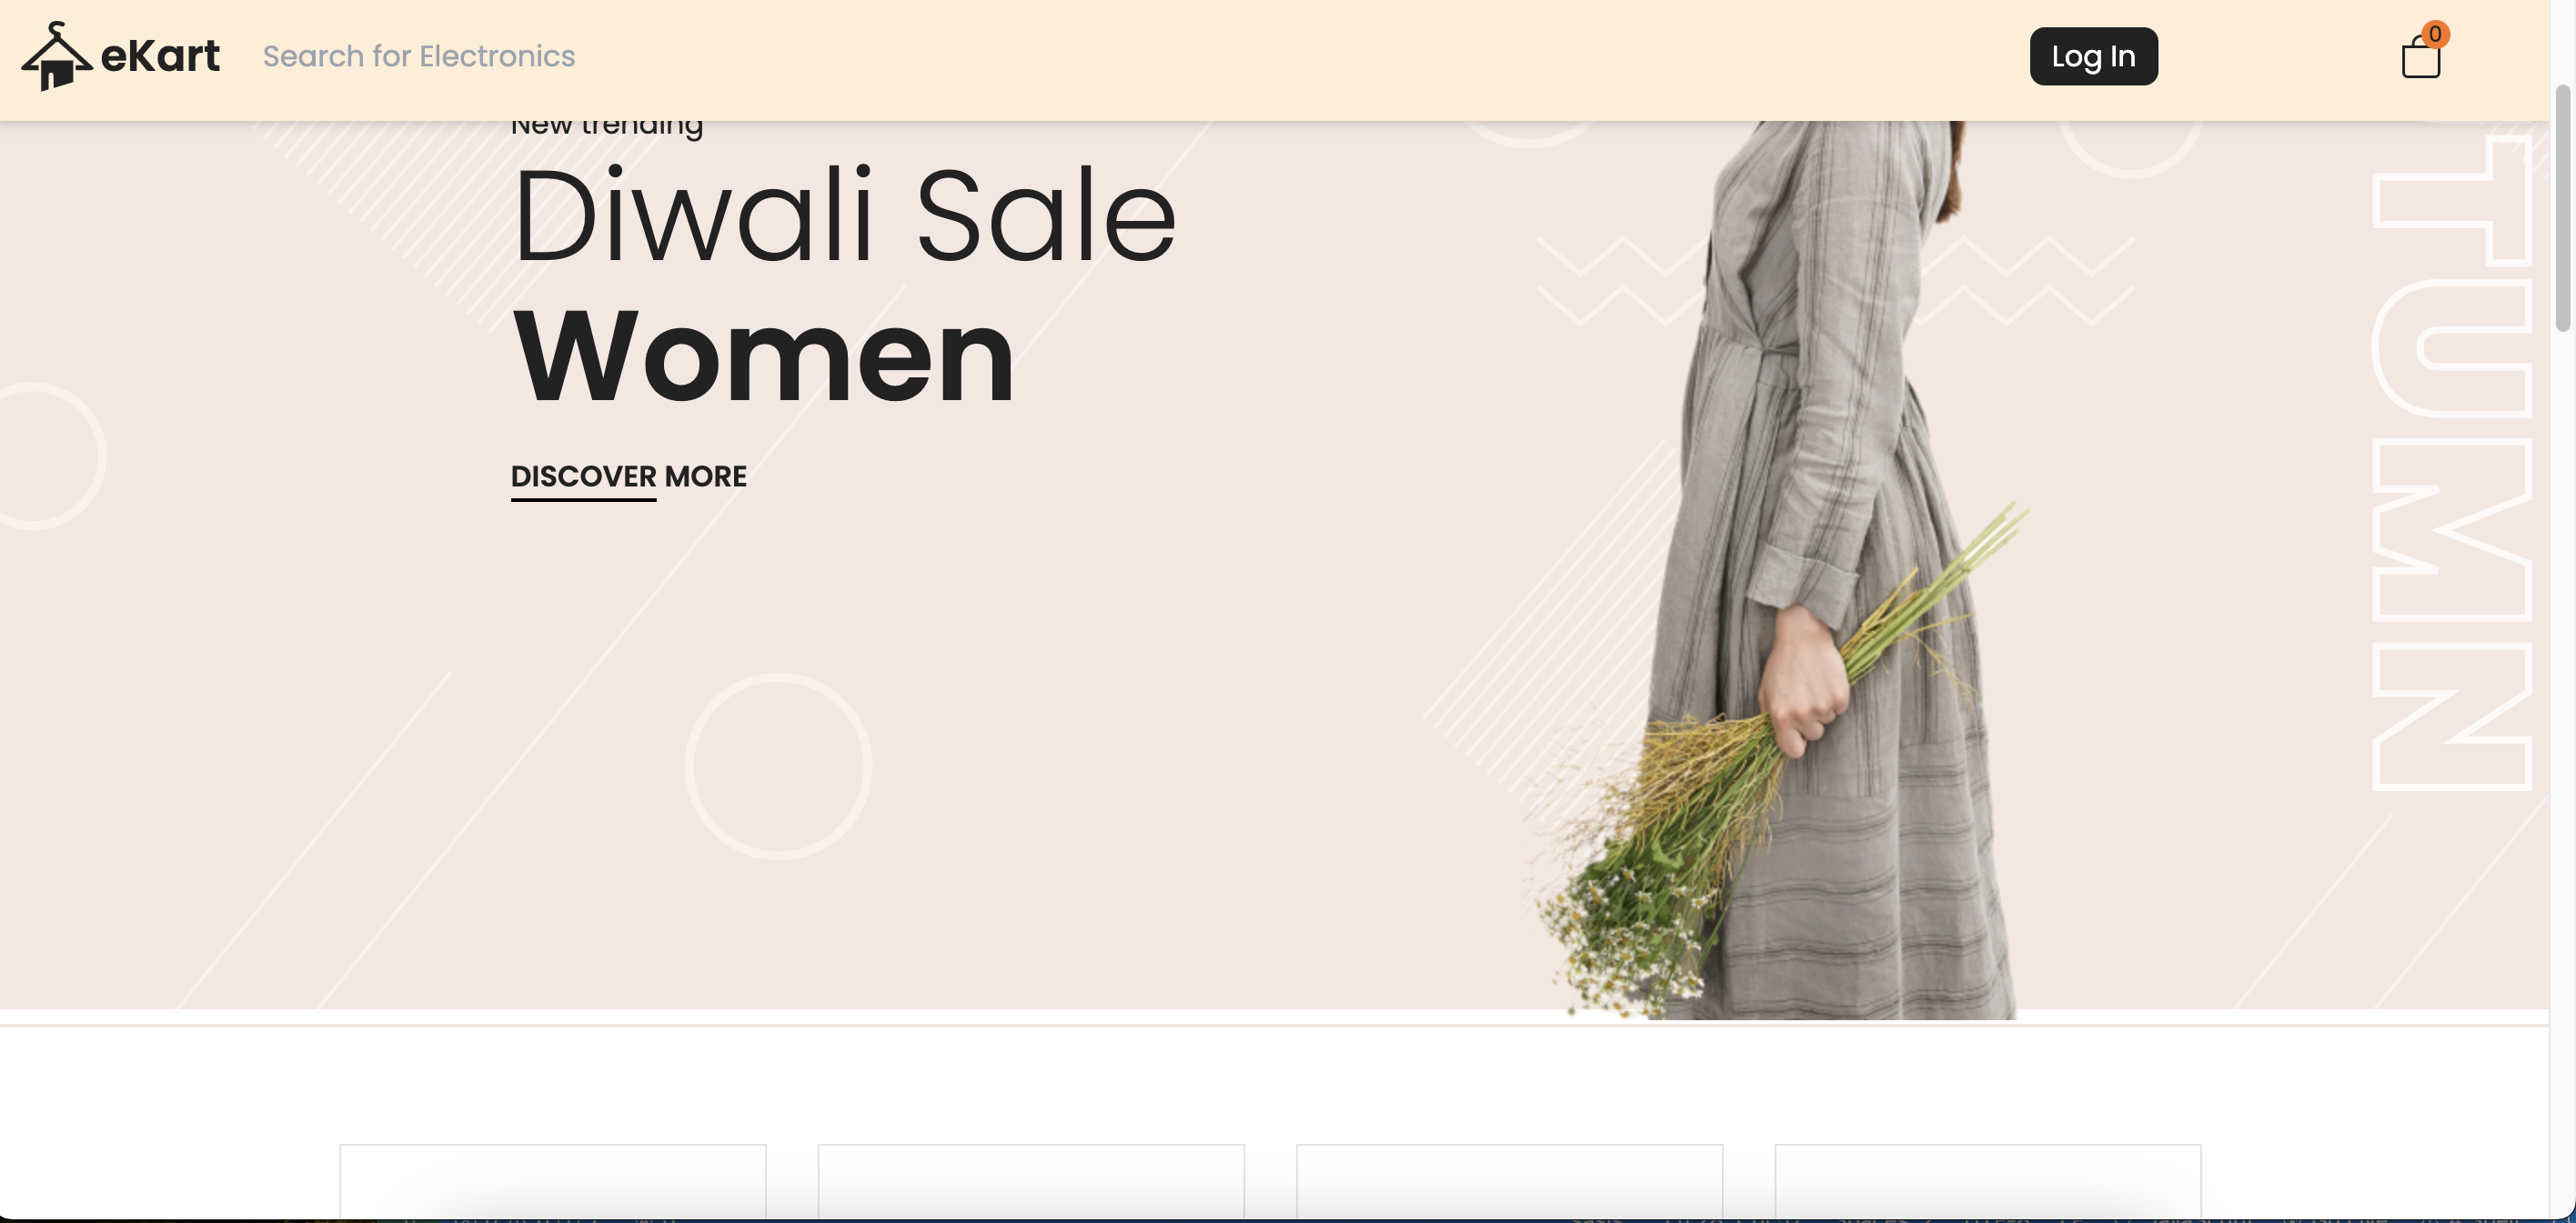 eKart
Search for Electronics
Log In
0
New trending
Diwali Sale
Women
DISCOVER MORE
TUMN